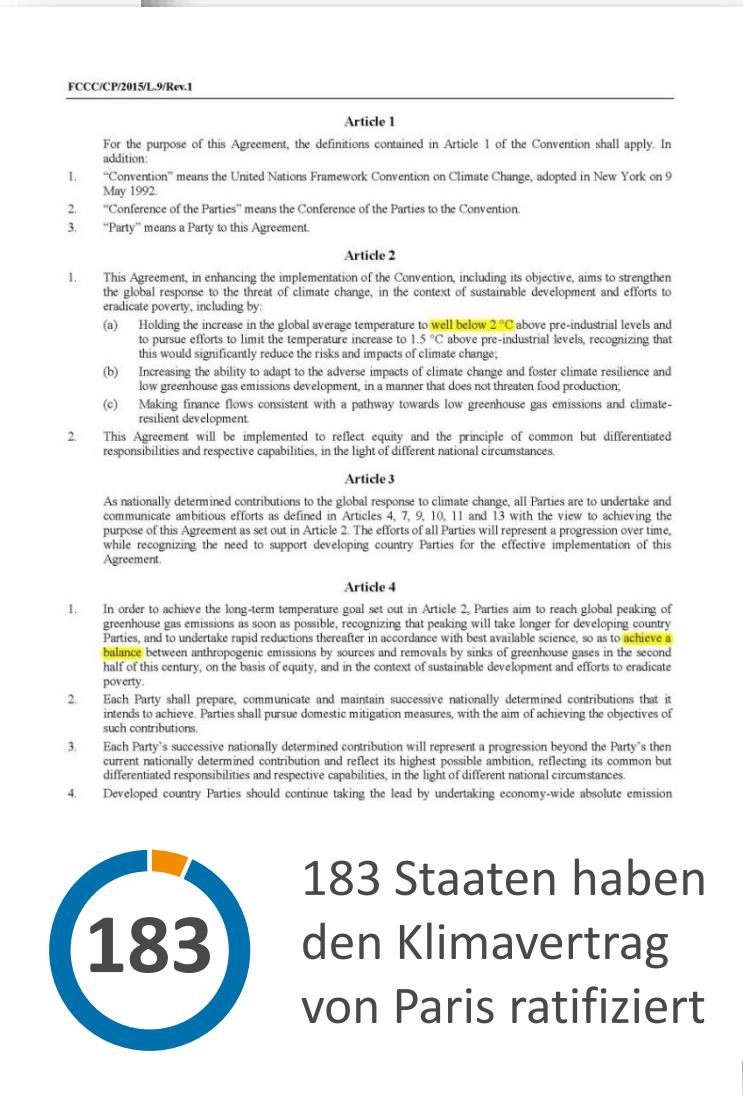 FCCC/CP/2015/L.9/Rev.1
Article 1
For the purpose of this Agreement, the definitions contained in Article 1 of the Convention shall apply. In
addition:
1. “Convention” means the United Nations Framework Convention on Climate Change, adopted in New York on 9
May 1992.
2. “Conference of the Parties” means the Conference of the Parties to the Convention.
3. “Party” means a Party to this Agreement.
Article 2
1. This Agreement, in enhancing the implementation of the Convention, including its objective, aims to strengthen
the global response to the threat of climate change, in the context of sustainable development and efforts to
eradicate poverty, including by:
(a) Holding the increase in the global average temperature to well below 2 °C above pre-industrial levels and
to pursue efforts to limit the temperature increase to 1.5 °C above pre-industrial levels, recognizing that
this would significantly reduce the risks and impacts of climate change;
(b) Increasing the ability to adapt to the adverse impacts of climate change and foster climate resilience and
low greenhouse gas emissions development, in a manner that does not threaten food production;
(c) Making finance flows consistent with a pathway towards low greenhouse gas emissions and climate-
resilient development.
2. This Agreement will be implemented to reflect equity and the principle of common but differentiated
responsibilities and respective capabilities, in the light of different national circumstances.
Article 3
As nationally determined contributions to the global response to climate change, all Parties are to undertake and
communicate ambitious efforts as defined in Articles 4, 7, 9, 10, 11 and 13 with the view to achieving the
purpose of this Agreement as set out in Article 2. The efforts of all Parties will represent a progression over time,
while recognizing the need to support developing country Parties for the effective implementation of this
Agreement.
Article 4
1. In order to achieve the long-term temperature goal set out in Article 2, Parties aim to reach global peaking of
greenhouse gas emissions as soon as possible, recognizing that peaking will take longer for developing country
Parties, and to undertake rapid reductions thereafter in accordance with best available science, so as to achieve a
balance between anthropogenic emissions by sources and removals by sinks of greenhouse gases in the second
half of this century, on the basis of equity, and in the context of sustainable development and efforts to eradicate
poverty.
2. Each Party shall prepare, communicate and maintain successive nationally determined contributions that it
intends to achieve. Parties shall pursue domestic mitigation measures, with the aim of achieving the objectives of
such contributions.
3. Each Party’s successive nationally determined contribution will represent a progression beyond the Party’s then
current nationally determined contribution and reflect its highest possible ambition, reflecting its common but
differentiated responsibilities and respective capabilities, in the light of different national circumstances.
4. Developed country Parties should continue taking the lead by undertaking economy-wide absolute emission
183
183 Staaten haben
den Klimavertrag
von Paris ratifiziert